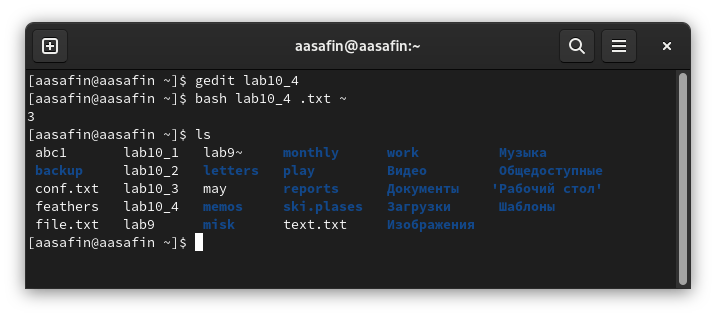 aasafin@aasafin:~
[aasafin@aasafin ~]$ gedit lab10_4
[aasafin@aasafin ~]$ bash lab10_4 .txt ~
3
[aasafin@aasafin ~]$ ls
abc1 lab10_1 lab9~ monthly work Музыка
backup lab10_2 letters play Видео Общедоступные
conf.txt lab10_3 may reports Документы 'Рабочий стол'
feathers lab10_4 memos ski.plases Загрузки Шаблоны
file.txt lab9 misk text.txt Изображения
[aasafin@aasafin ~]$